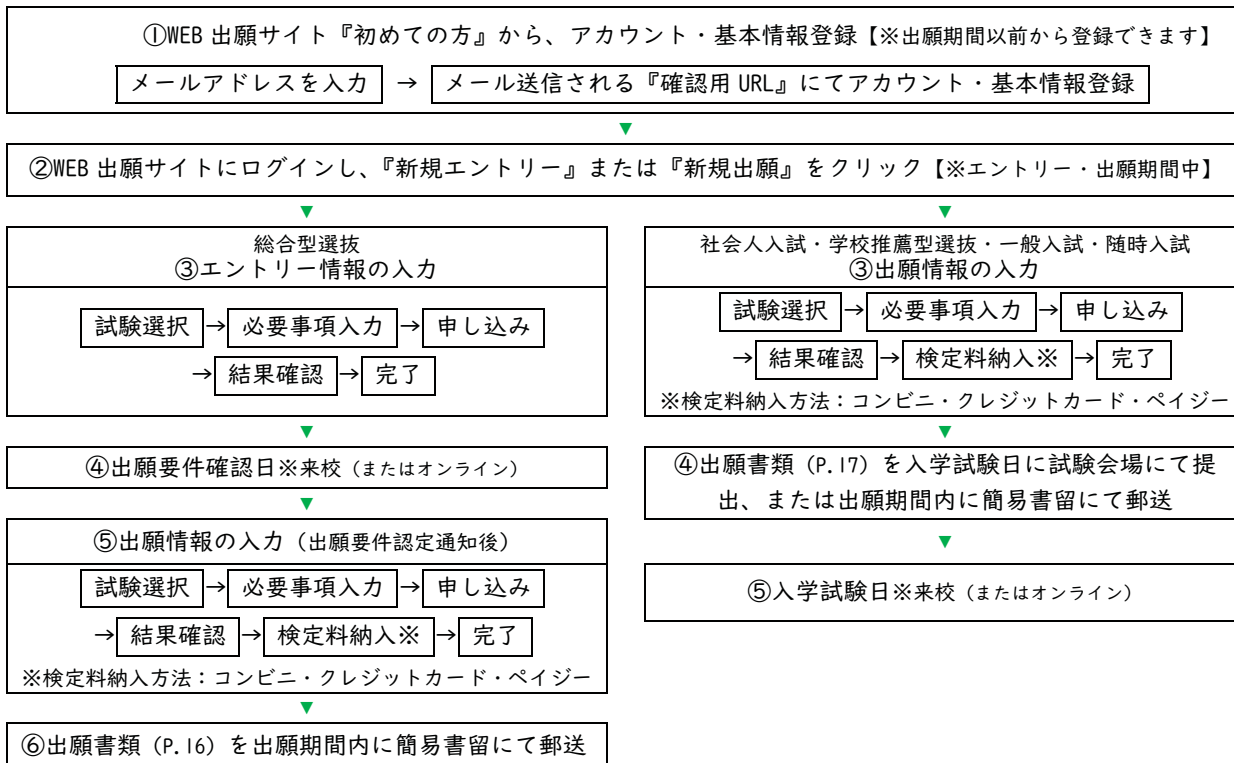 ①WEB出願サイト『初めての方』から、アカウント・基本情報登録【※出願期間以前から登録できます】
メールアドレスを入力 → メール送信される『確認用URL』にてアカウント・基本情報登録
▼
②WEB出願サイトにログインし、『新規エントリー』または『新規出願』をクリック【※エントリー・出願期間中】
▼
総合型選抜
③エントリー情報の入力
試験選択 → 必要事項入力 → 申し込み
→ 結果確認 → 完了
▼
④出願要件確認日※来校（またはオンライン）
▼
⑤出願情報の入力（出願要件認定通知後）
試験選択 → 必要事項入力 → 申し込み
→ 結果確認 → 検定料納入※ → 完了
※検定料納入方法：コンビニ・クレジットカード・ペイジー
▼
⑥出願書類（P.16）を出願期間内に簡易書留にて郵送
▼
社会人入試・学校推薦型選抜・一般入試・随時入試
③出願情報の入力
試験選択 → 必要事項入力 → 申し込み
→ 結果確認 → 検定料納入※ → 完了
※検定料納入方法：コンビニ・クレジットカード・ペイジー
▼
④出願書類（P.17）を入学試験日に試験会場にて提
出、または出願期間内に簡易書留にて郵送
▼
⑤入学試験日※来校（またはオンライン）